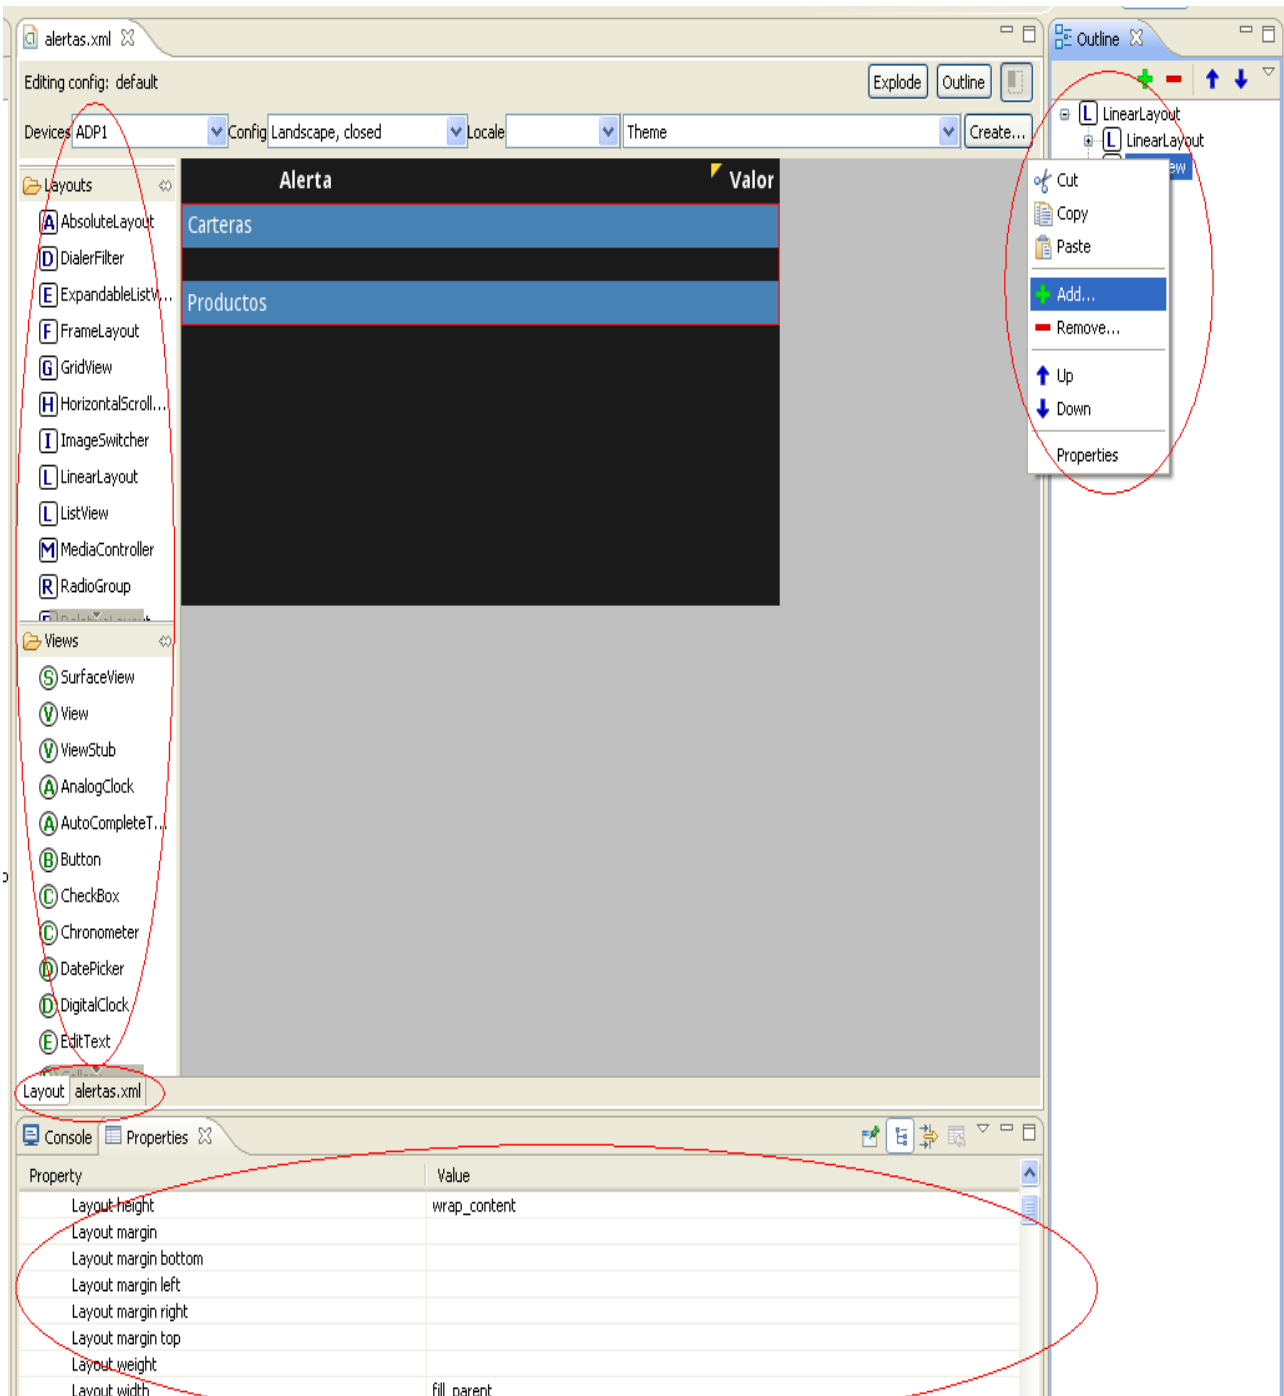 alertas.xml
Outline
Editing config: default
Explode
Outline
Devices ADP1
Config Landscape, closed
Locale
Theme
Create...
LinearLayout
LinearLayout
Layouts
AbsoluteLayout
DialerFilter
ExpandableListV...
FrameLayout
GridView
HorizontalScroll...
ImageSwitcher
LinearLayout
ListView
MediaController
RadioGroup
Views
SurfaceView
View
ViewStub
AnalogClock
AutoCompleteT...
Button
CheckBox
Chronometer
DatePicker
DigitalClock
EditText
Alerta Valor
Carteras
Productos
Cut
Copy
Paste
Add...
Remove...
Up
Down
Properties
Layout alertas.xml
Console Properties
Property Value
Layout height wrap_content
Layout margin
Layout margin bottom
Layout margin left
Layout margin right
Layout margin top
Layout weight
Layout width fill_parent